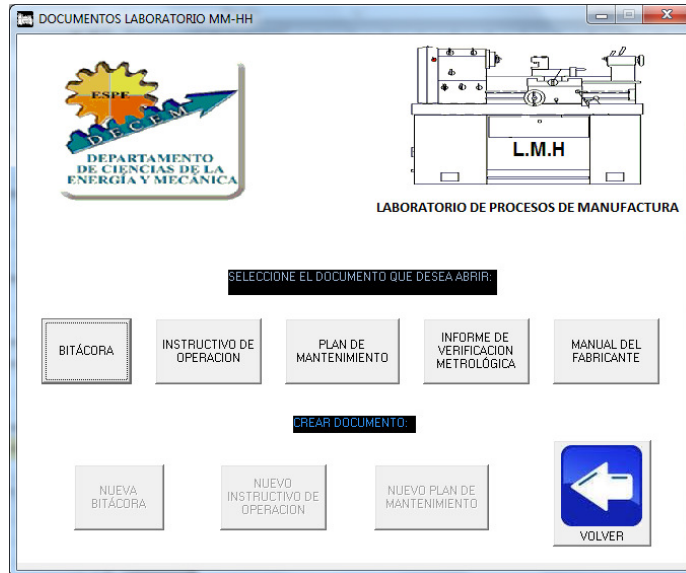 DOCUMENTOS LABORATORIO MM-HH
ESPE
DECEM
DEPARTAMENTO
DE CIENCIAS DE LA
ENERGÍA Y MECÁNICA
L.M.H
LABORATORIO DE PROCESOS DE MANUFACTURA
SELECCIONE EL DOCUMENTO QUE DESEA ABRIR:
BITÁCORA
INSTRUCTIVO DE
OPERACION
PLAN DE
MANTENIMIENTO
INFORME DE
VERIFICACION
METROLÓGICA
MANUAL DEL
FABRICANTE
CREAR DOCUMENTO:
NUEVA
BITÁCORA
NUEVO
INSTRUCTIVO DE
OPERACION
NUEVO PLAN DE
MANTENIMIENTO
VOLVER